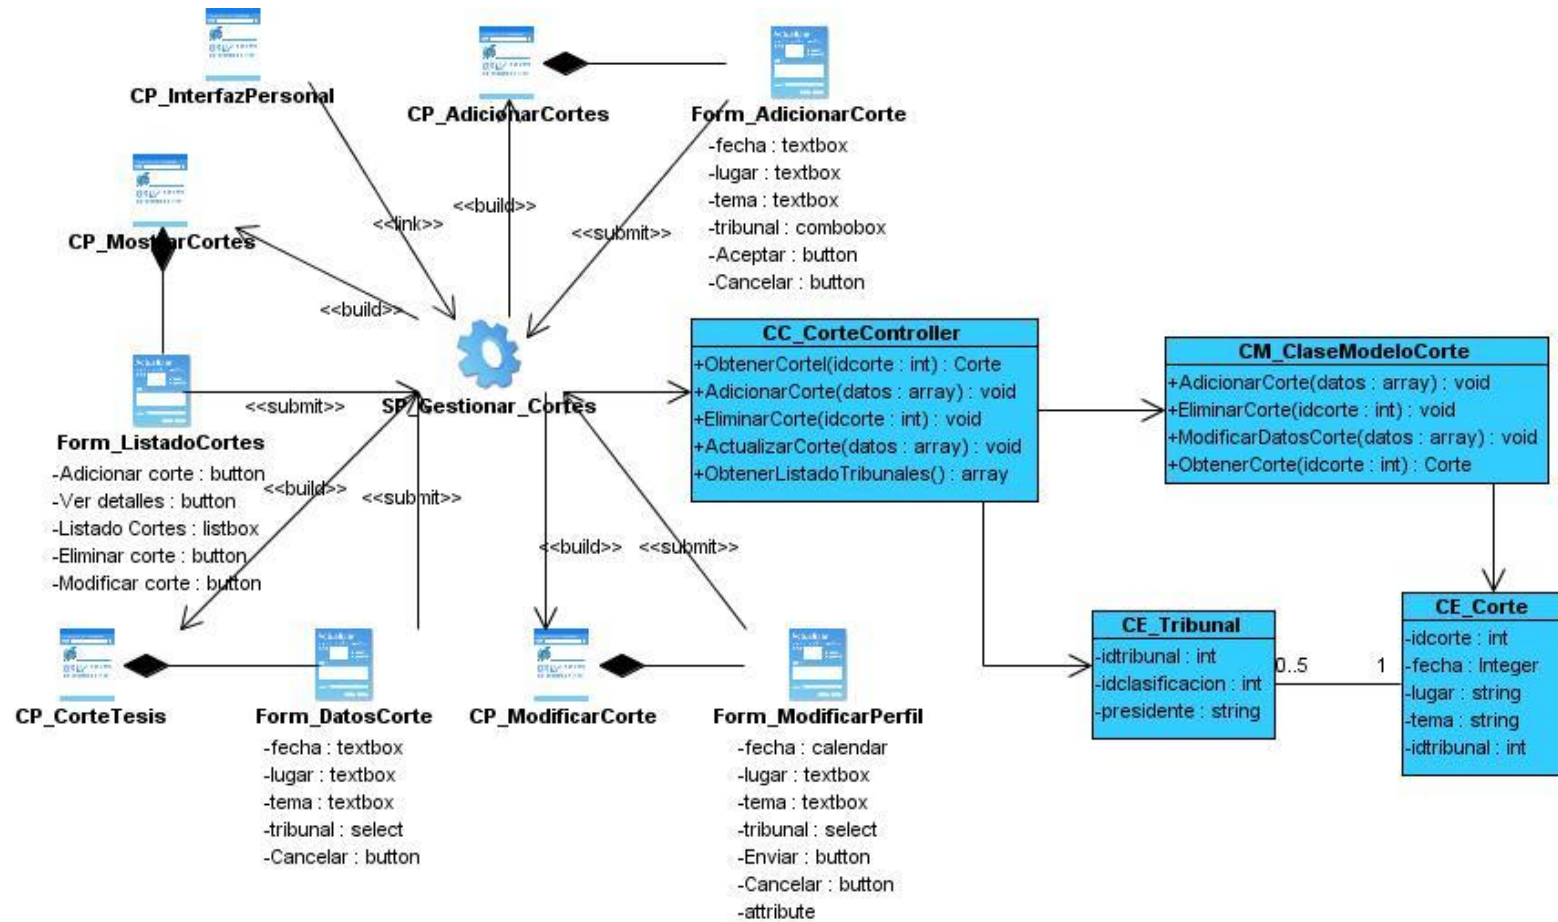 CP_InterfazPersonal
CP_AdicionarCortes
Form_AdicionarCorte
-fecha : textbox
-lugar : textbox
-tema : textbox
-tribunal : combobox
-Aceptar : button
-Cancelar : button
CP_MostrarCortes
<<link>>
<<build>>
<<submit>>
<<build>>
SP_Gestionar_Cortes
<<submit>>
Form_ListadoCortes
-Adicionar corte : button
-Ver detalles : button
-Listado Cortes : listbox
-Eliminar corte : button
-Modificar corte : button
<<build>>
<<submit>>
<<build>>
<<submit>>
CC_CorteController
+ObtenerCortel(idcorte : int) : Corte
+AdicionarCorte(datos : array) : void
+EliminarCorte(idcorte : int) : void
+ActualizarCorte(datos : array) : void
+ObtenerListadoTribunales() : array
CM_ClaseModeloCorte
+AdicionarCorte(datos : array) : void
+EliminarCorte(idcorte : int) : void
+ModificarDatosCorte(datos : array) : void
+ObtenerCorte(idcorte : int) : Corte
CE_Tribunal
-idtribunal : int
-idclasificacion : int
-presidente : string
0..5
1
CE_Corte
-idcorte : int
-fecha : Integer
-lugar : string
-tema : string
-idtribunal : int
CP_CorteTesis
Form_DatosCorte
-fecha : textbox
-lugar : textbox
-tema : textbox
-tribunal : select
-Cancelar : button
CP_ModificarCorte
Form_ModificarPerfil
-fecha : calendar
-lugar : textbox
-tema : textbox
-tribunal : select
-Enviar : button
-Cancelar : button
-attribute